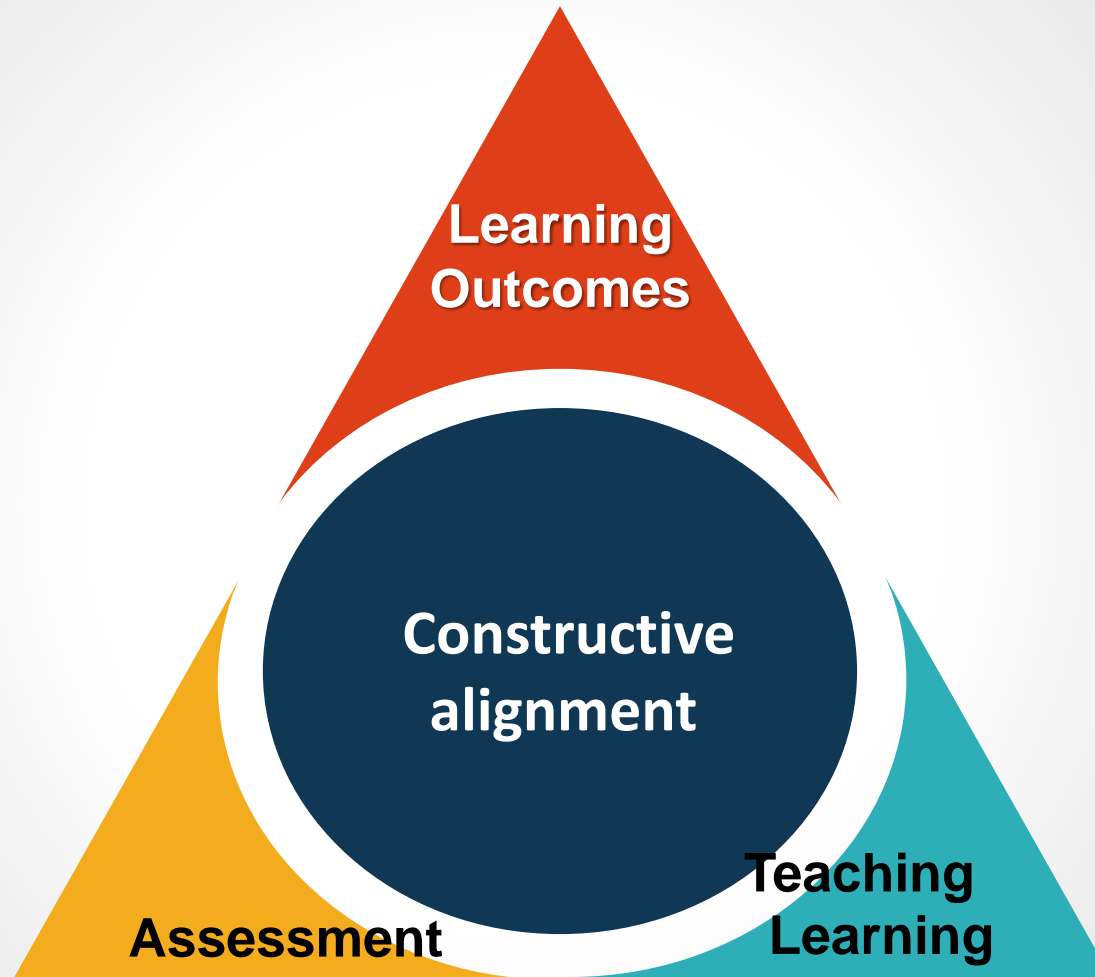 Learning
Outcomes
Constructive
alignment
Teaching
Learning
Assessment